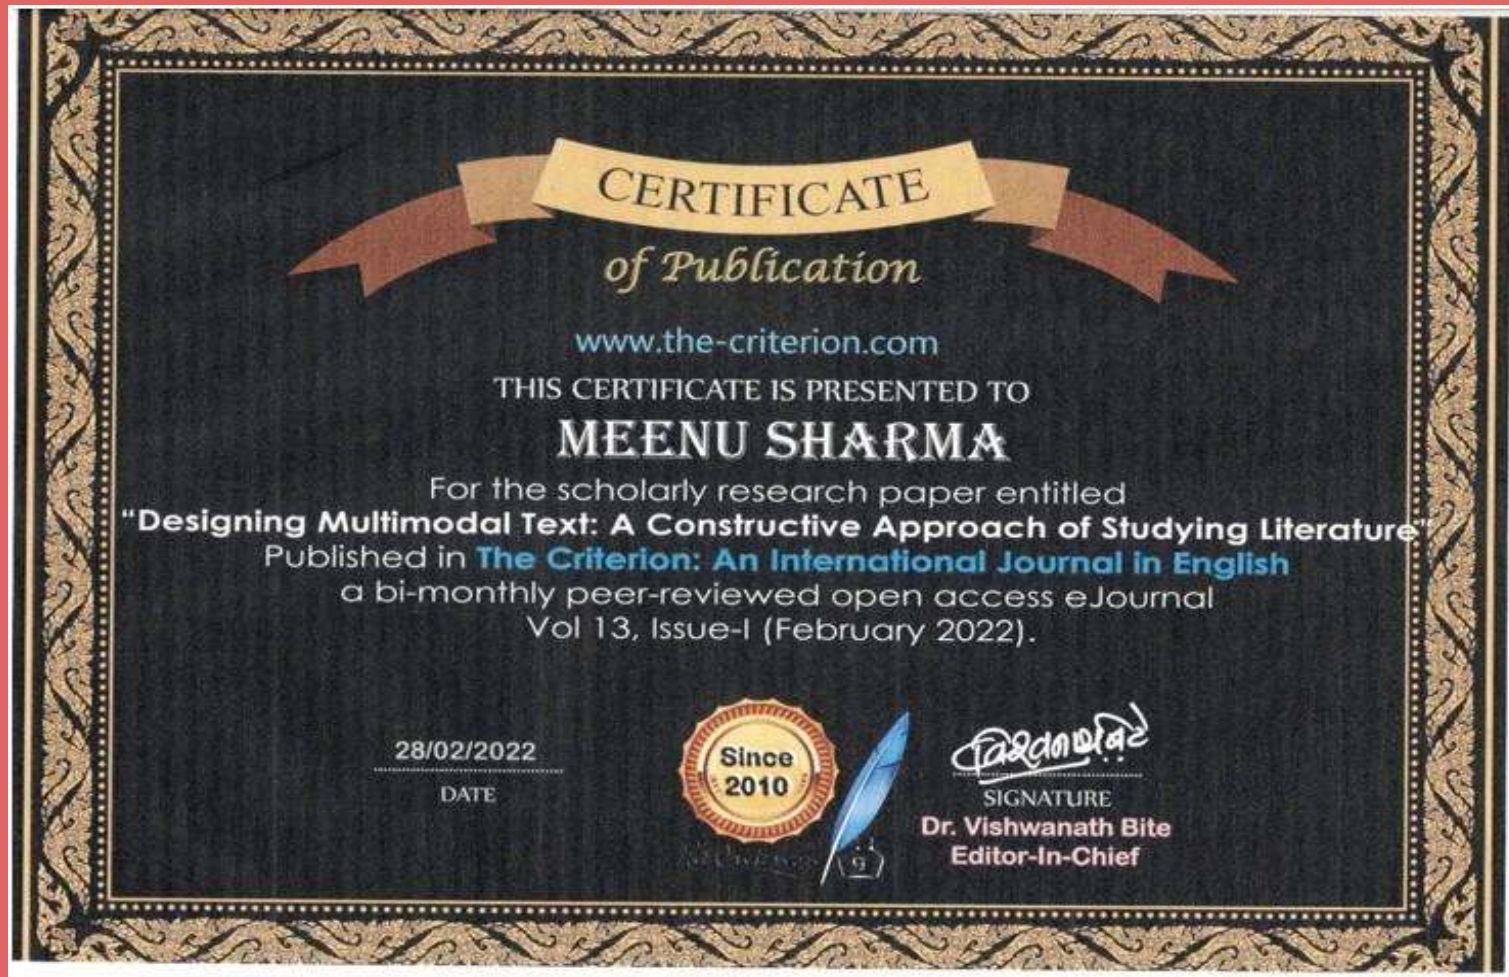 CERTIFICATE
of Publication
www.the-criterion.com
THIS CERTIFICATE IS PRESENTED TO
MEENU SHARMA
For the scholarly research paper entitled
"Designing Multimodal Text: A Constructive Approach of Studying Literature"
Published in The Criterion: An International Journal in English
a bi-monthly peer-reviewed open access eJournal
Vol 13, Issue-I (February 2022).
28/02/2022
DATE
Since
2010
9
विश्वनाथ बिटे
SIGNATURE
Dr. Vishwanath Bite
Editor-In-Chief